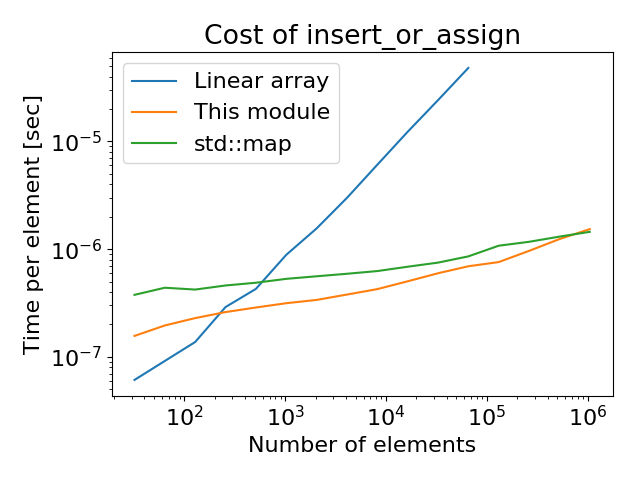 Cost of insert_or_assign
Linear array
This module
std::map
Time per element [sec]
10⁻⁵
10⁻⁶
10⁻⁷
10² 10³ 10⁴ 10⁵ 10⁶
Number of elements